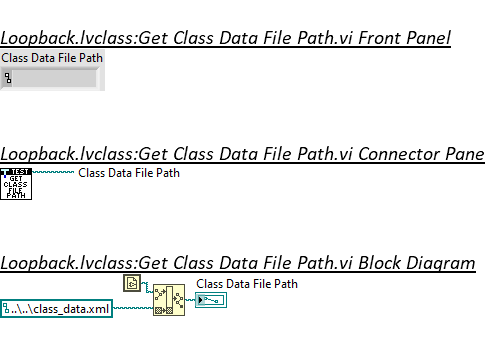 Loopback.lvclass:Get Class Data File Path.vi Front Panel
Class Data File Path
Loopback.lvclass:Get Class Data File Path.vi Connector Pane
TEST
GET
CLASS
FILE
PATH
Class Data File Path
Loopback.lvclass:Get Class Data File Path.vi Block Diagram
Class Data File Path
..\..\class_data.xml